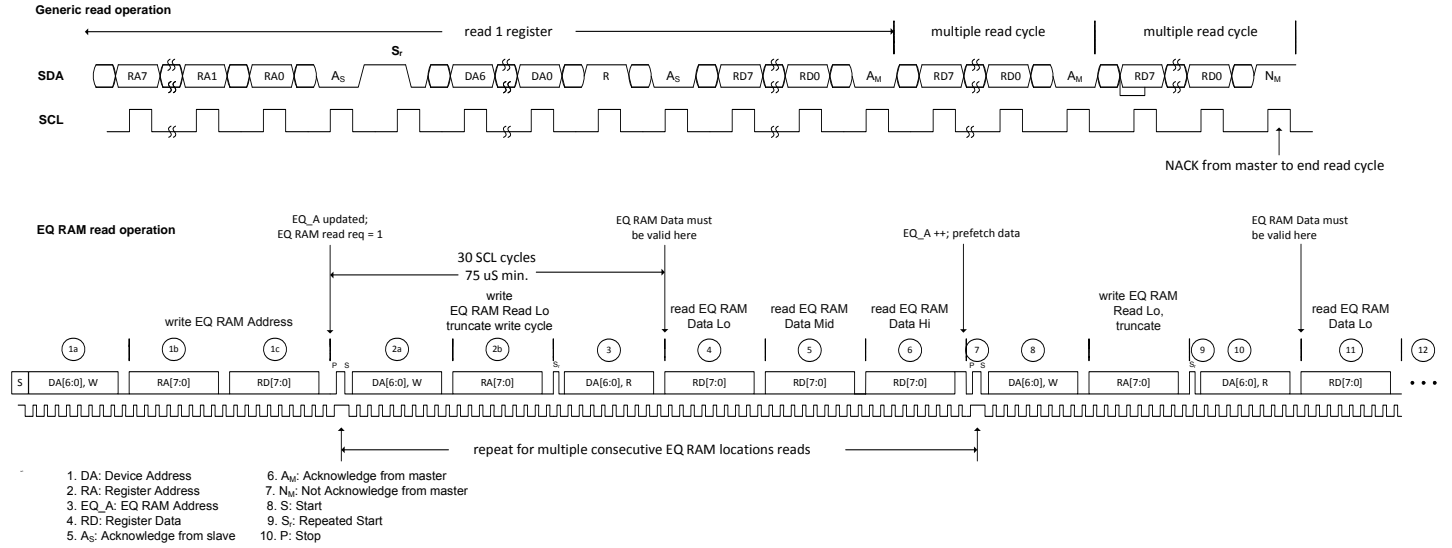 Generic read operation
read 1 register
multiple read cycle
multiple read cycle
Sr
SDA
RA7
RA1
RA0
AS
DA6
DA0
R
AS
RD7
RD0
AM
RD7
RD0
AM
RD7
RD0
NM
SCL
NACK from master to end read cycle
EQ RAM read operation
EQ_A updated;
EQ RAM read req = 1
EQ RAM Data must
be valid here
EQ_A ++; prefetch data
EQ RAM Data must
be valid here
30 SCL cycles
75 uS min.
write EQ RAM Address
write
EQ RAM Read Lo
truncate write cycle
read EQ RAM
Data Lo
read EQ RAM
Data Mid
read EQ RAM
Data Hi
write EQ RAM
Read Lo,
truncate
read EQ RAM
Data Lo
1a
1b
1c
2a
2b
3
4
5
6
7
8
9
10
11
12
P S
Sr
P S
Sr
S
DA[6:0], W
RA[7:0]
RD[7:0]
DA[6:0], W
RA[7:0]
DA[6:0], R
RD[7:0]
RD[7:0]
RD[7:0]
DA[6:0], W
RA[7:0]
DA[6:0], R
RD[7:0]
• • •
repeat for multiple consecutive EQ RAM locations reads
1. DA: Device Address
2. RA: Register Address
3. EQ_A: EQ RAM Address
4. RD: Register Data
5. AS: Acknowledge from slave
6. AM: Acknowledge from master
7. NM: Not Acknowledge from master
8. S: Start
9. Sr: Repeated Start
10. P: Stop